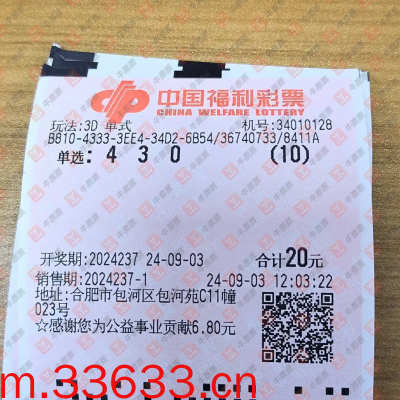 中国福利彩票
CHINA WELFARE LOTTERY
玩法:3D 单式 机号:34010128
B810-4333-3EE4-34D2-6B54/36740733/8411A
单选: 4 3 0 (10)
开奖期:2024237 24-09-03 合计20元
销售期:2024237-1 24-09-03 12:03:22
地址:合肥市包河区包河苑C11幢
023号
☆感谢您为公益事业贡献6.80元
m.33633.cn